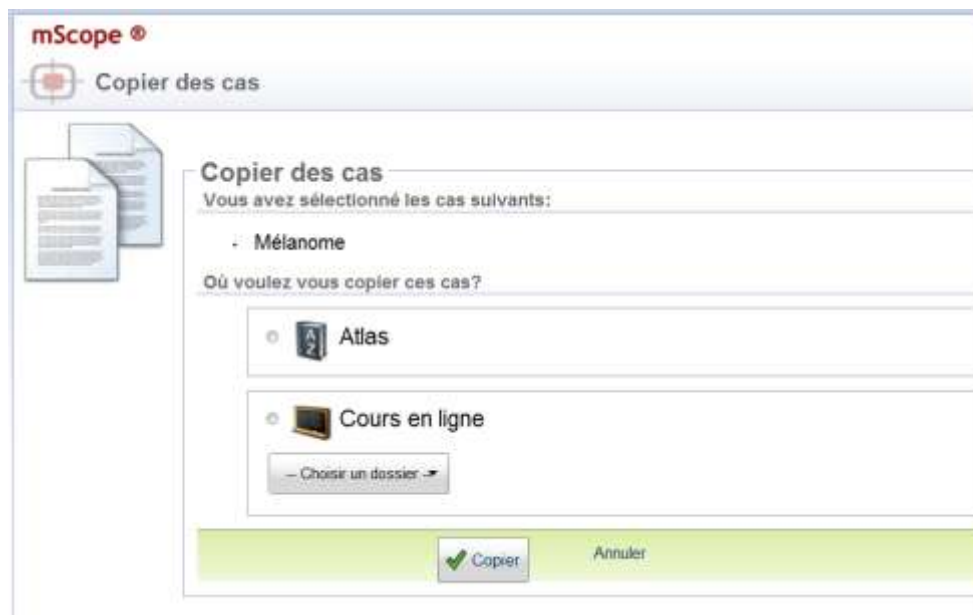 mScope ®
Copier des cas
Copier des cas
Vous avez sélectionné les cas suivants:
- Mélanome
Où voulez vous copier ces cas?
A
Z
Atlas
Cours en ligne
-- Choisir un dossier --
Copier
Annuler